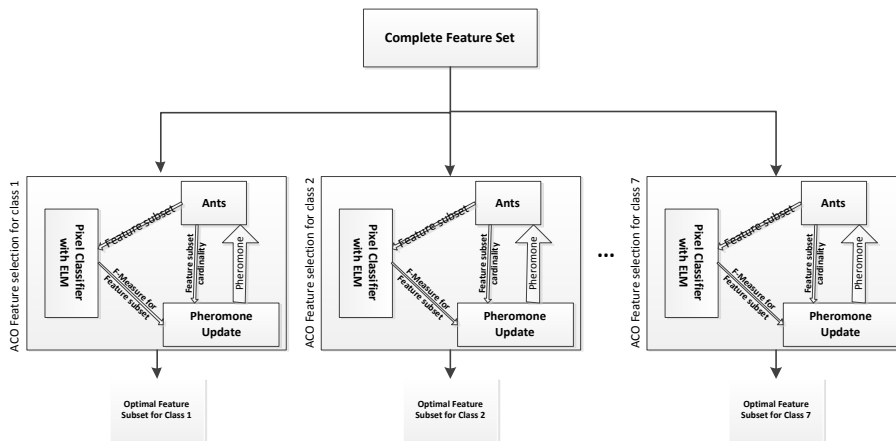 Complete Feature Set
ACO Feature selection for class 1
Ants
Pixel Classifier
with ELM
Feature subset
Feature subset
cardinality
Pheromone
F-Measure for
Feature subset
Pheromone
Update
ACO Feature selection for class 2
Ants
Pixel Classifier
with ELM
Feature subset
Feature subset
cardinality
Pheromone
F-Measure for
Feature subset
Pheromone
Update
...
ACO Feature selection for class 7
Ants
Pixel Classifier
with ELM
Feature subset
Feature subset
cardinality
Pheromone
F-Measure for
Feature subset
Pheromone
Update
Optimal Feature
Subset for Class 1
Optimal Feature
Subset for Class 2
Optimal Feature
Subset for Class 7